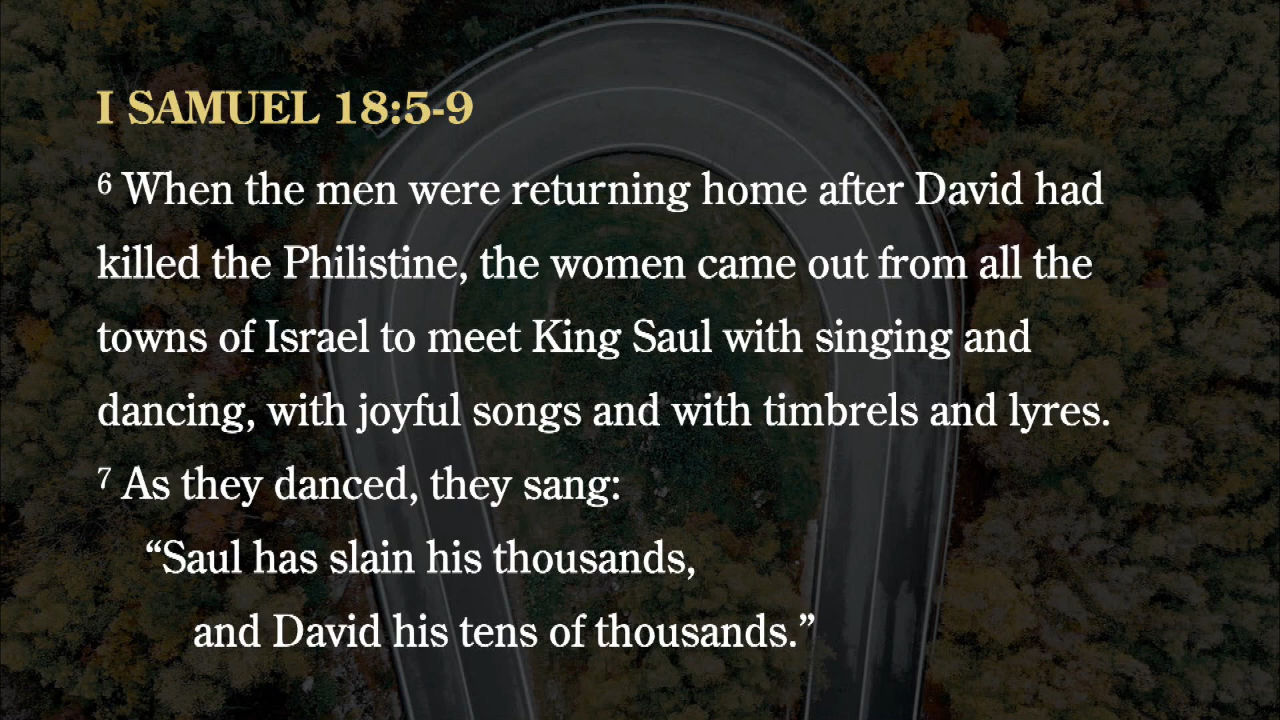 I SAMUEL 18:5-9
6 When the men were returning home after David had
killed the Philistine, the women came out from all the
towns of Israel to meet King Saul with singing and
dancing, with joyful songs and with timbrels and lyres.
7 As they danced, they sang:
“Saul has slain his thousands,
and David his tens of thousands.”